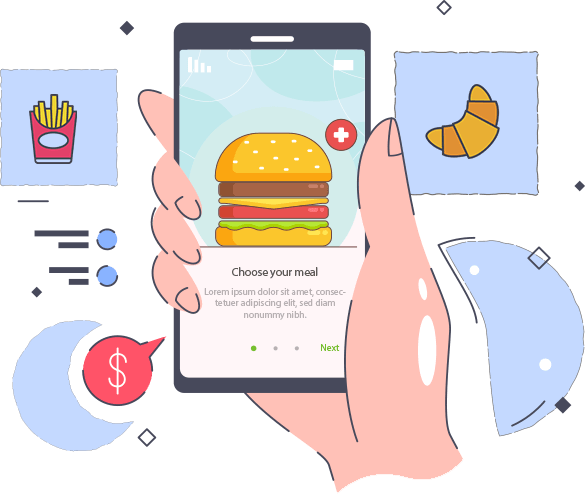 Choose your meal
Lorem ipsum dolor sit amet, consec-
tetuer adipiscing elit, sed diam
nonummy nibh.
Next
$